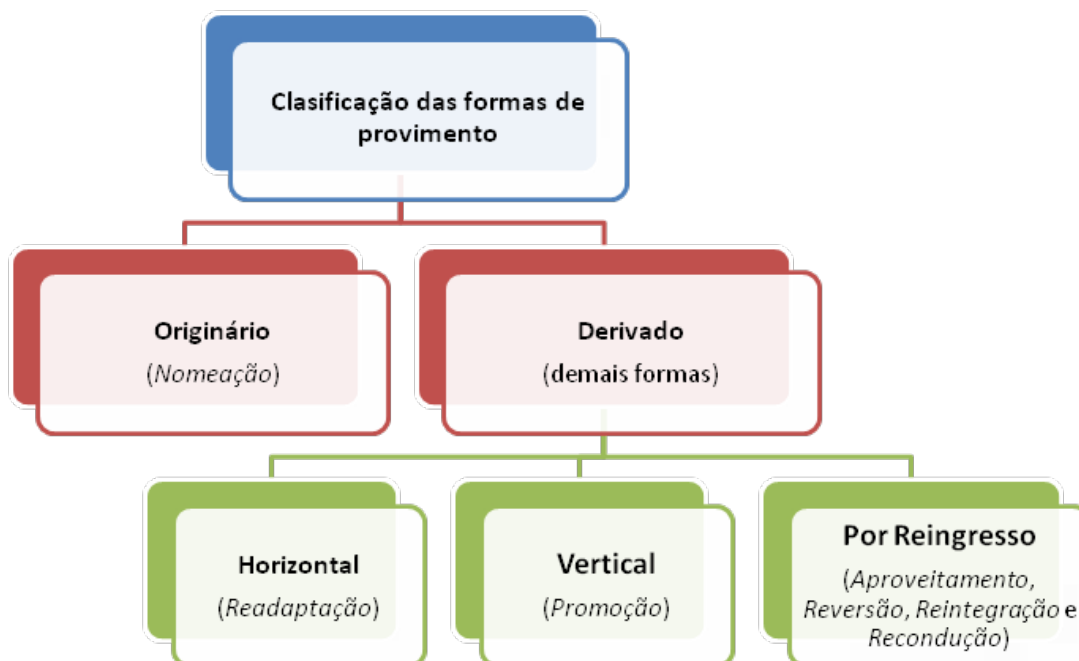 Clasificação das formas de
provimento
Originário
(Nomeação)
Derivado
(demais formas)
Horizontal
(Readaptação)
Vertical
(Promoção)
Por Reingresso
(Aproveitamento,
Reversão, Reintegração e
Recondução)